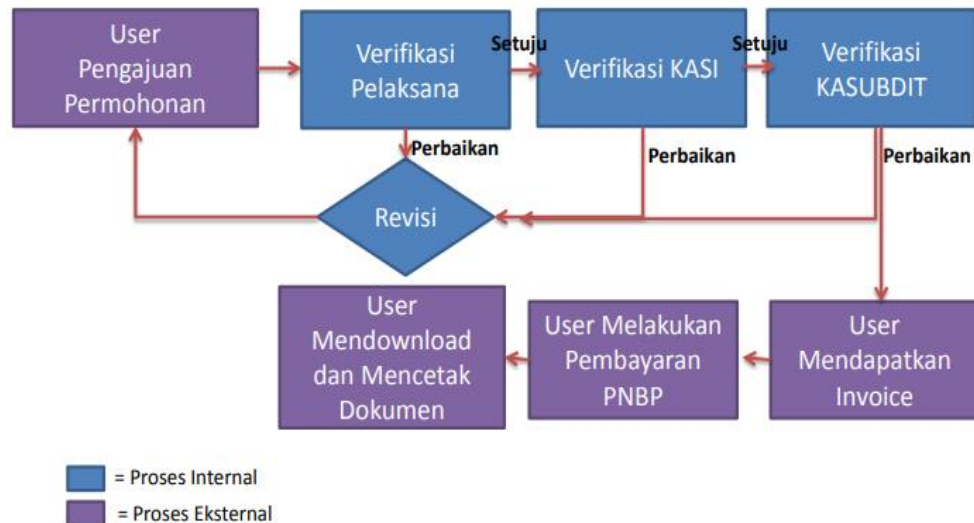 User
Pengajuan
Permohonan
Verifikasi
Pelaksana
Setuju
Verifikasi KASI
Setuju
Verifikasi
KASUBDIT
Perbaikan
Perbaikan
Perbaikan
Revisi
User
Mendownload
dan Mencetak
Dokumen
User Melakukan
Pembayaran
PNBP
User
Mendapatkan
Invoice
= Proses Internal
= Proses Eksternal